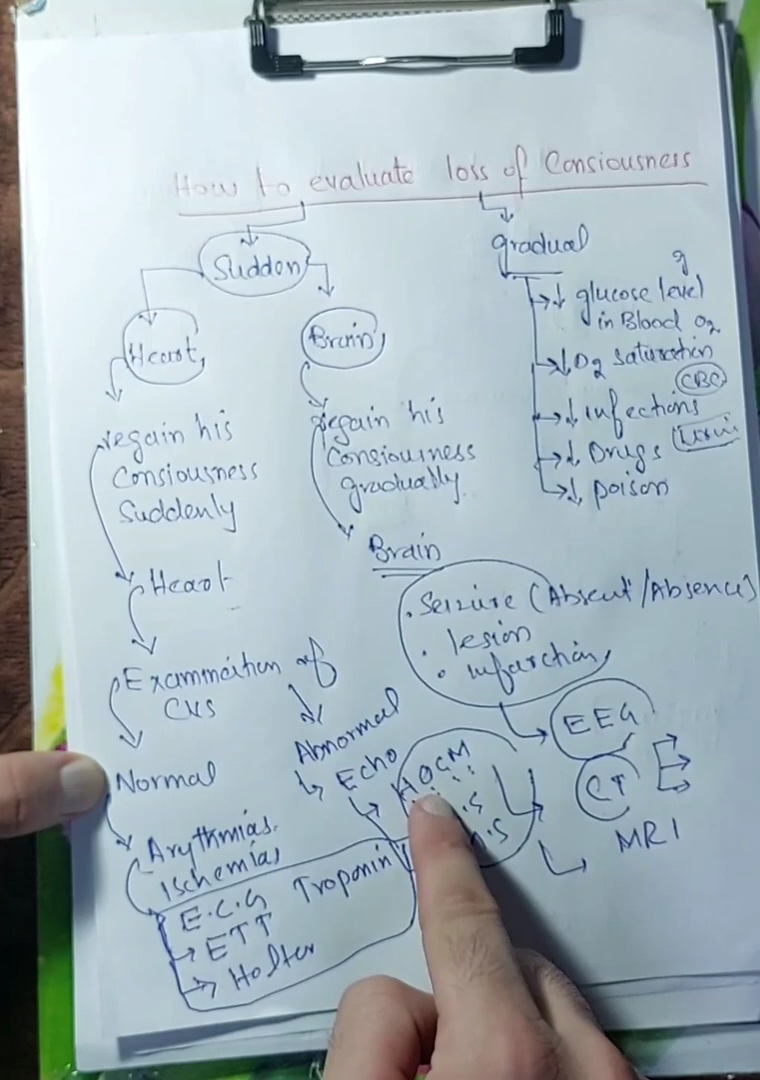 How to evaluate loss of Consiousness
Sudden
gradual
Heart
Brain
g
↓ glucose level
in Blood O2
↓ O2 saturation
CBC
↓ infections
↓ Drugs
↓ poison
regain his
Consiousness
Suddenly
regain his
Consiousness
gradually
Heart
Brain
. Seizure (Absent/Absence)
. lesion
. infarction
Examination of
CVS
Normal
Abnormal
Echo
HOCM
EEG
CT
MRI
Arythmias
Ischemias
E.C.G Troponin
ETT
Holter